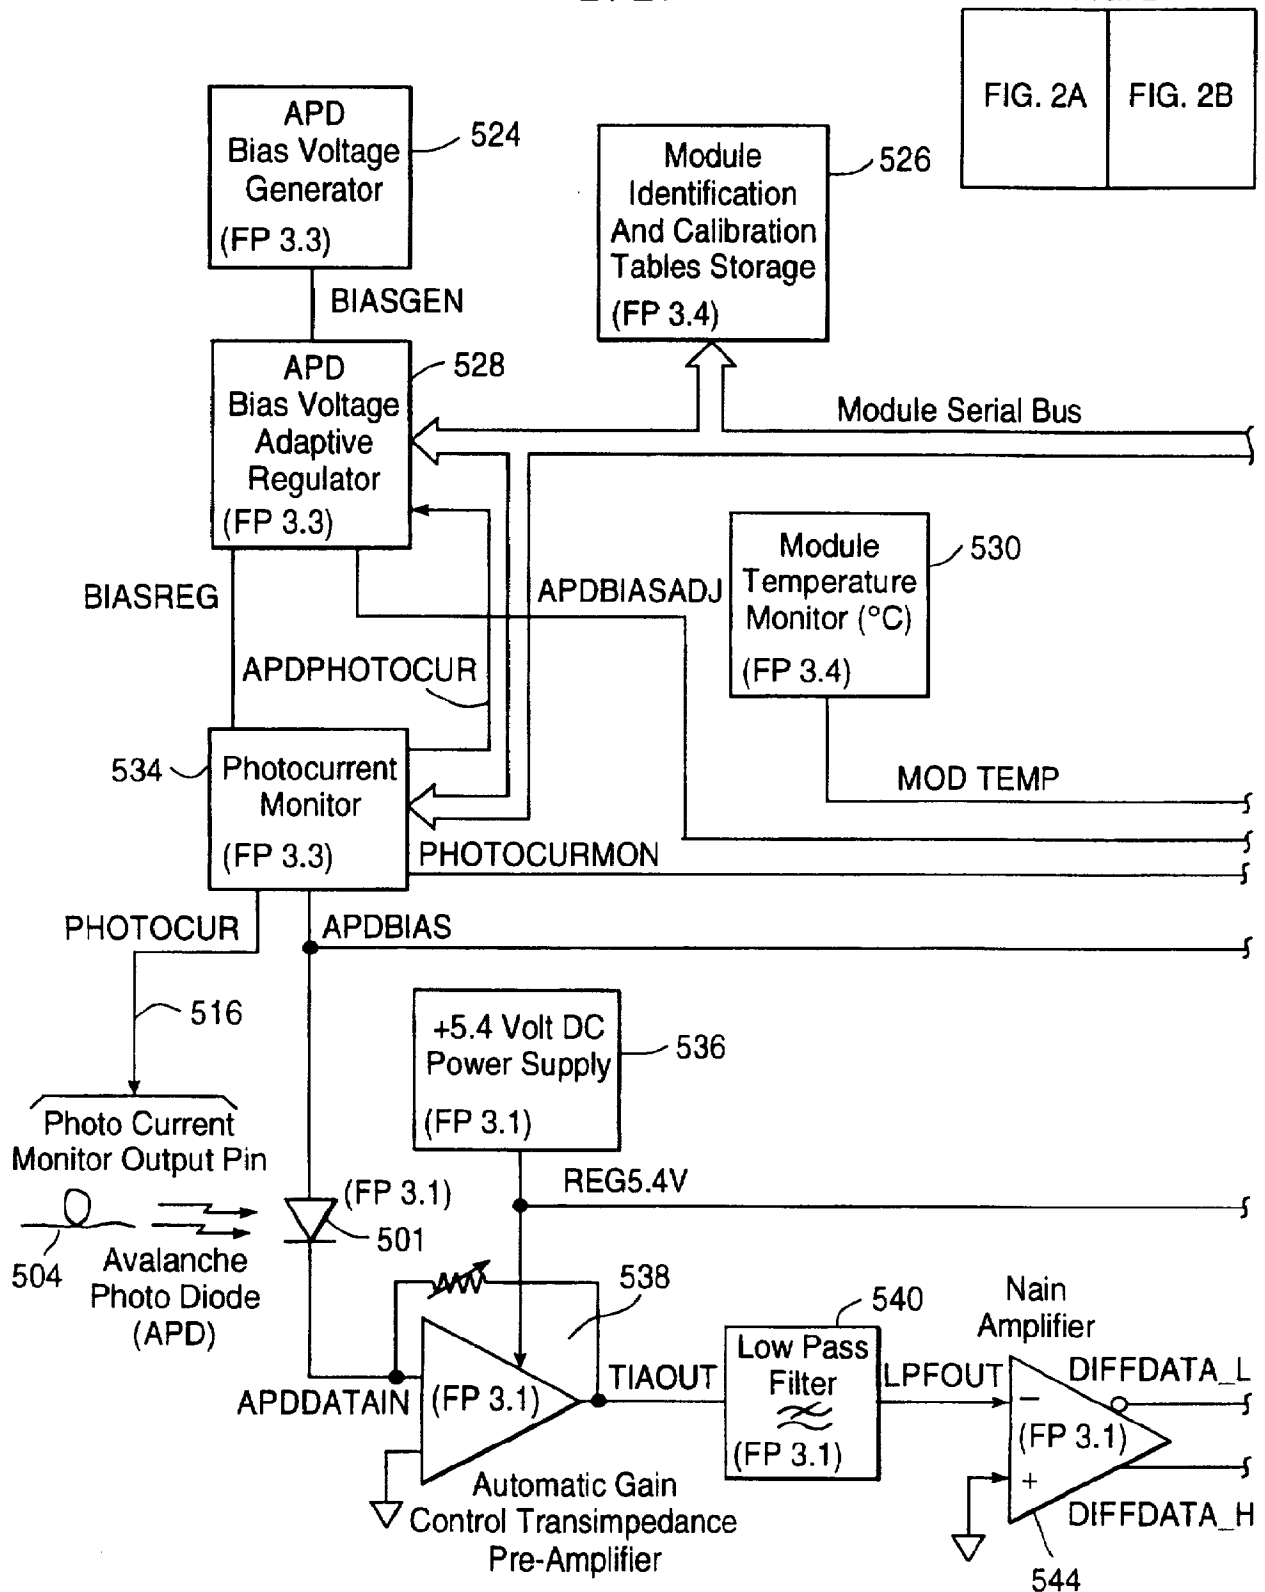 FIG. 2A
FIG. 2B
APD
Bias Voltage
Generator
(FP 3.3)
524
Module
Identification
And Calibration
Tables Storage
(FP 3.4)
526
BIASGEN
APD
Bias Voltage
Adaptive
Regulator
(FP 3.3)
528
Module Serial Bus
BIASREG
APDBIASADJ
Module
Temperature
Monitor (°C)
(FP 3.4)
530
APDPHOTOCUR
534
Photocurrent
Monitor
(FP 3.3)
MOD TEMP
PHOTOCURMON
PHOTOCUR
APDBIAS
516
+5.4 Volt DC
Power Supply
(FP 3.1)
536
Photo Current
Monitor Output Pin
REG5.4V
(FP 3.1)
501
504
Avalanche
Photo Diode
(APD)
538
540
Nain
Amplifier
APDDATAIN
(FP 3.1)
TIAOUT
Low Pass
Filter
(FP 3.1)
LPFOUT
DIFFDATA_L
−
(FP 3.1)
+
DIFFDATA_H
544
Automatic Gain
Control Transimpedance
Pre-Amplifier